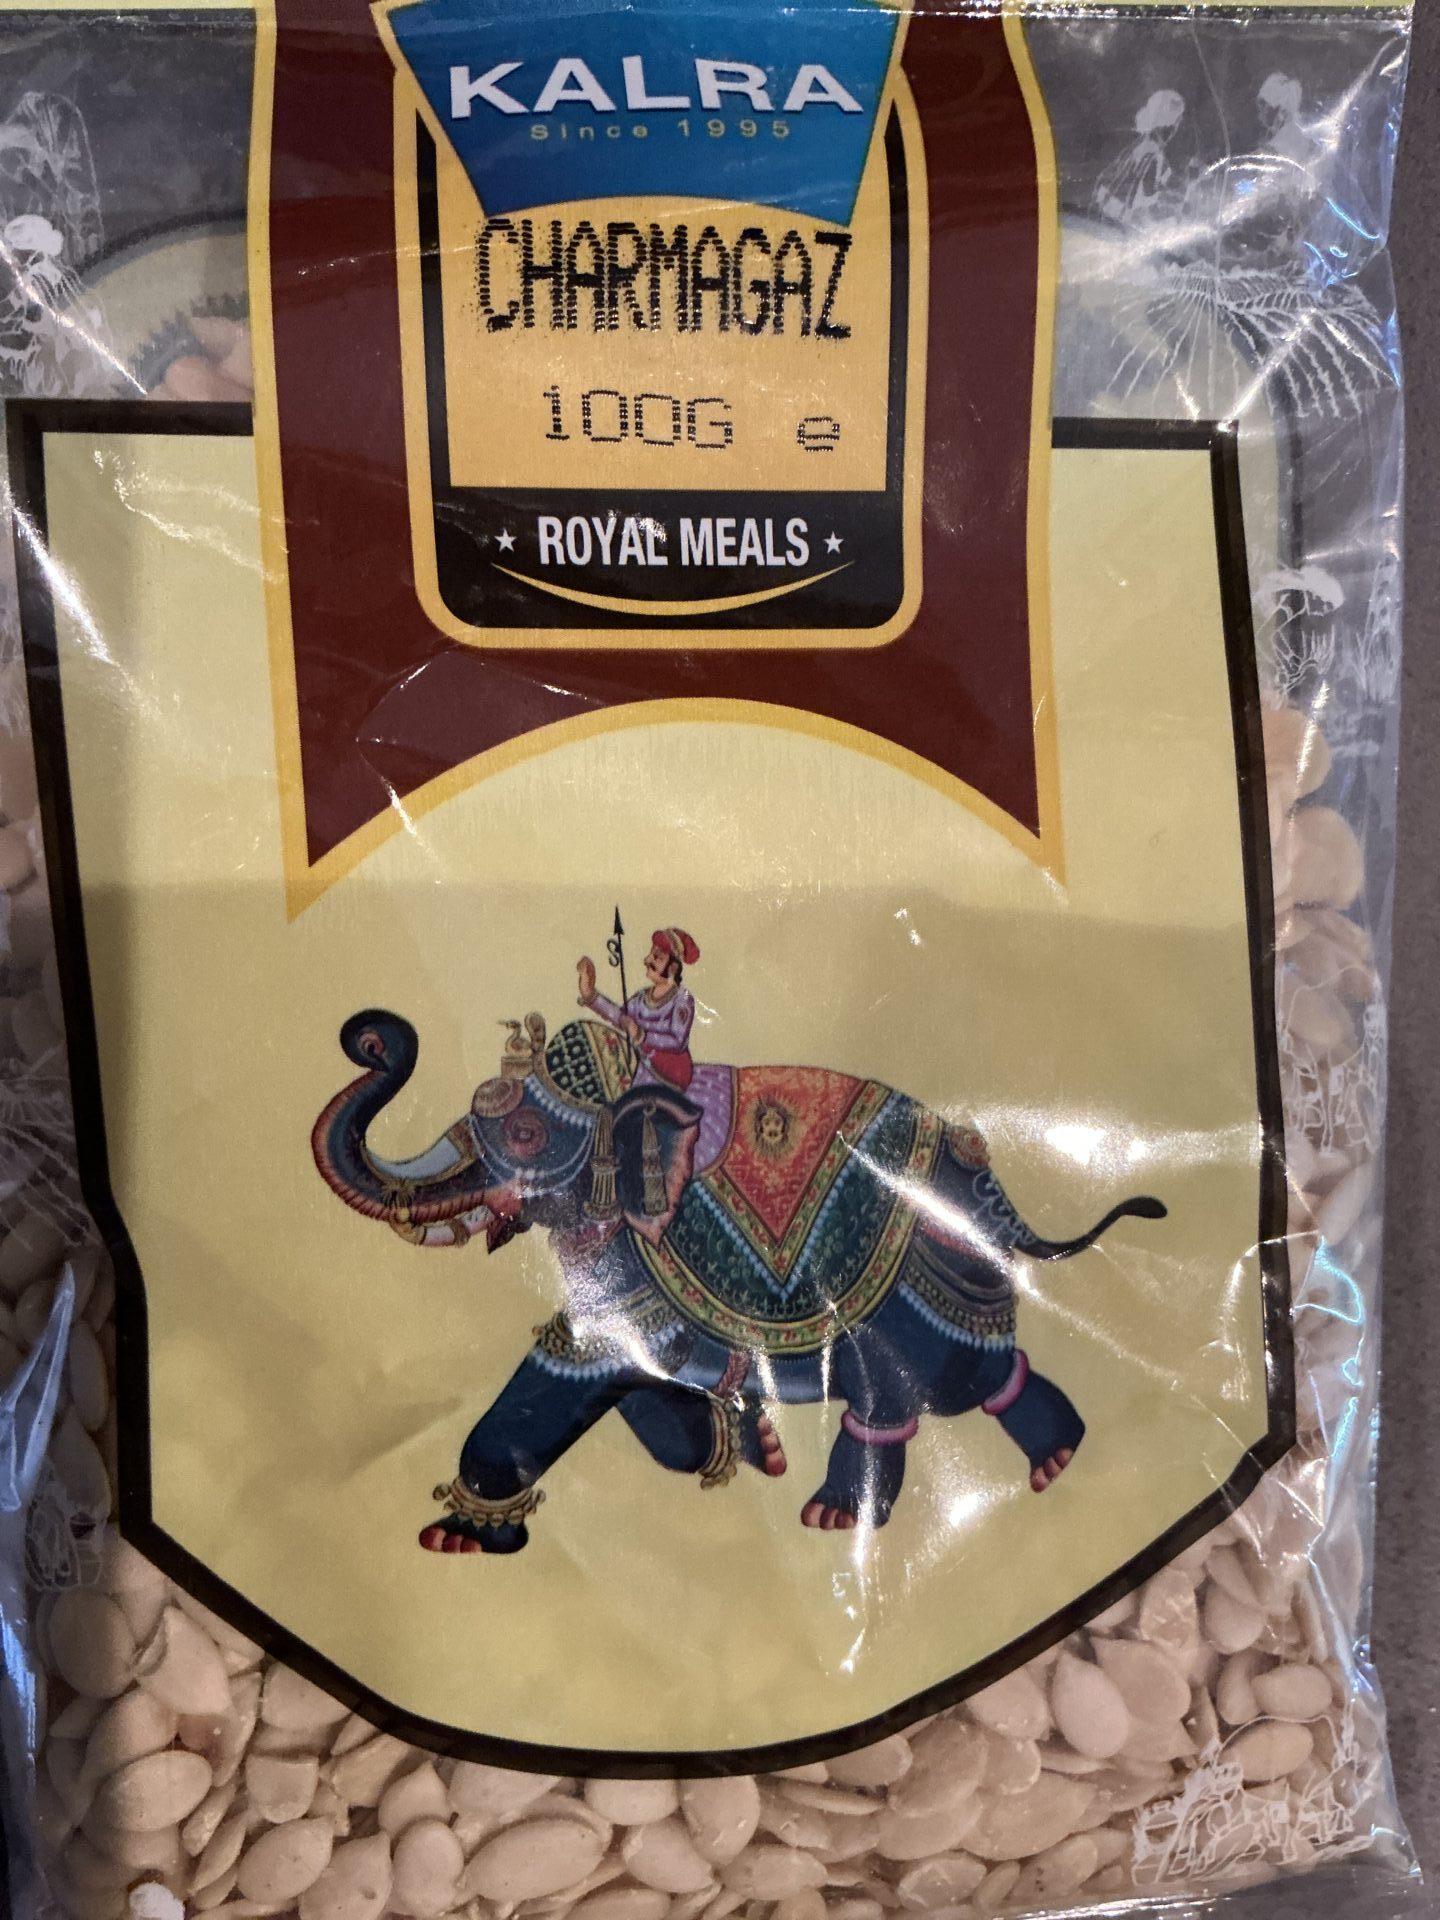 KALRA
Since 1995
CHARMAGAZ
100G e
ROYAL MEALS